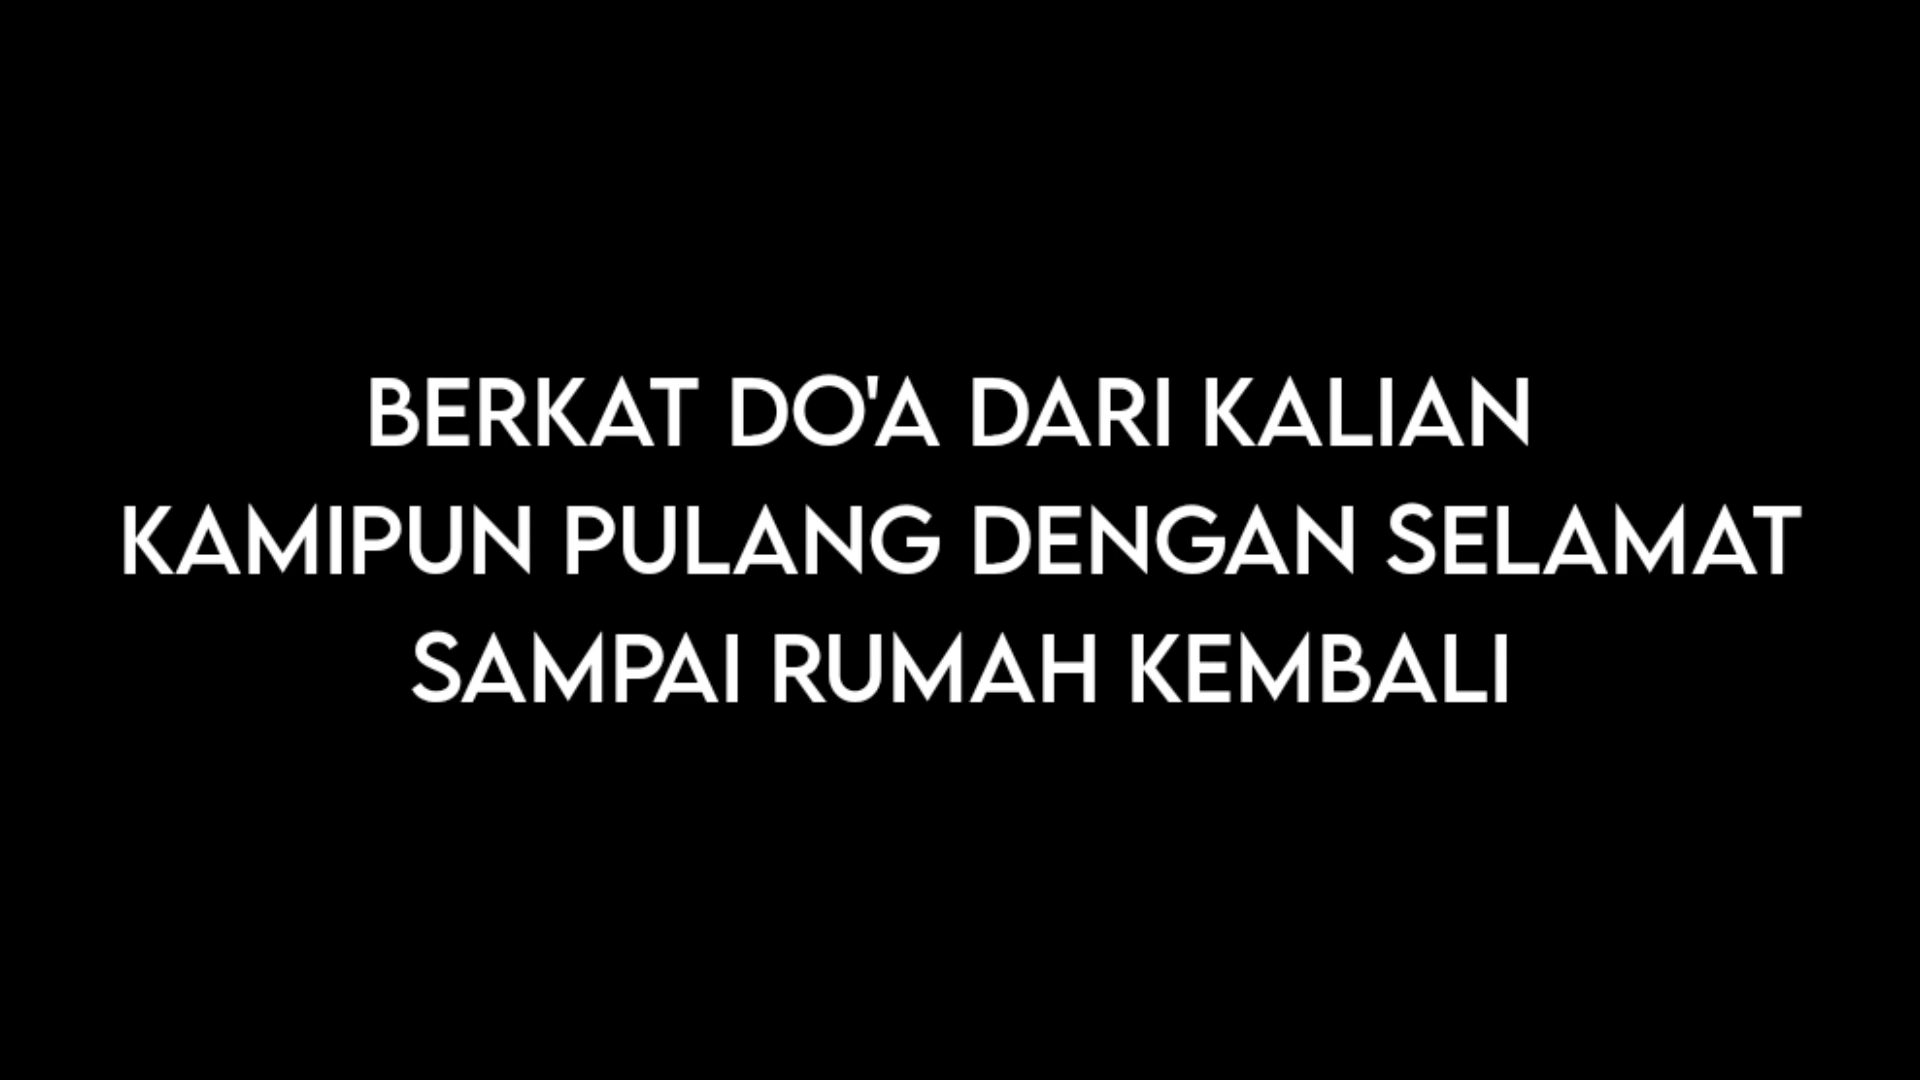 BERKAT DO'A DARI KALIAN
KAMIPUN PULANG DENGAN SELAMAT
SAMPAI RUMAH KEMBALI